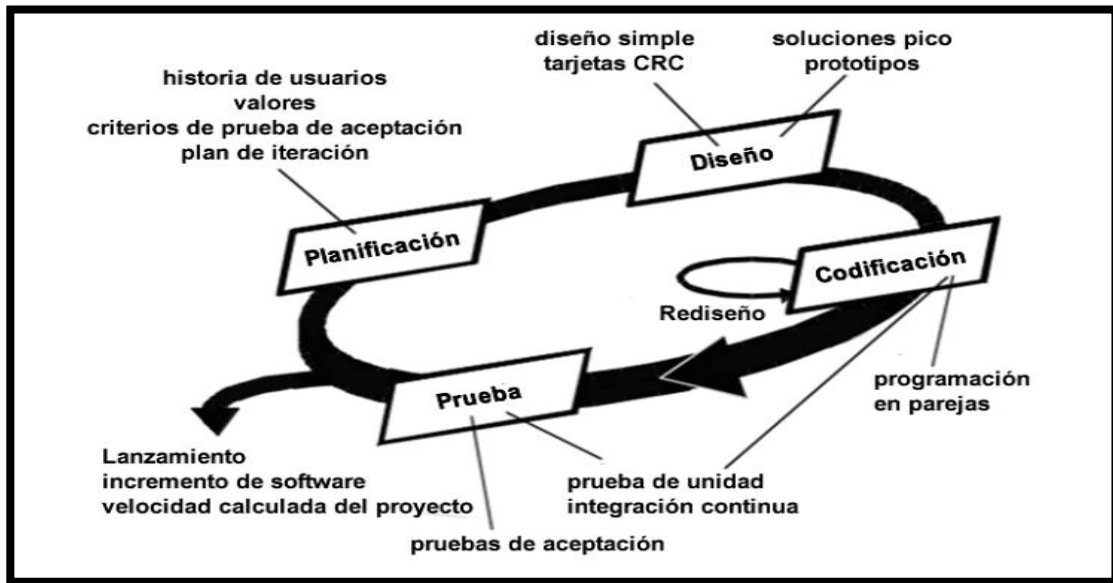 diseño simple
tarjetas CRC
soluciones pico
prototipos
historia de usuarios
valores
criterios de prueba de aceptación
plan de iteración
Diseño
Planificación
Codificación
Rediseño
Prueba
programación
en parejas
Lanzamiento
incremento de software
velocidad calculada del proyecto
prueba de unidad
integración continua
pruebas de aceptación